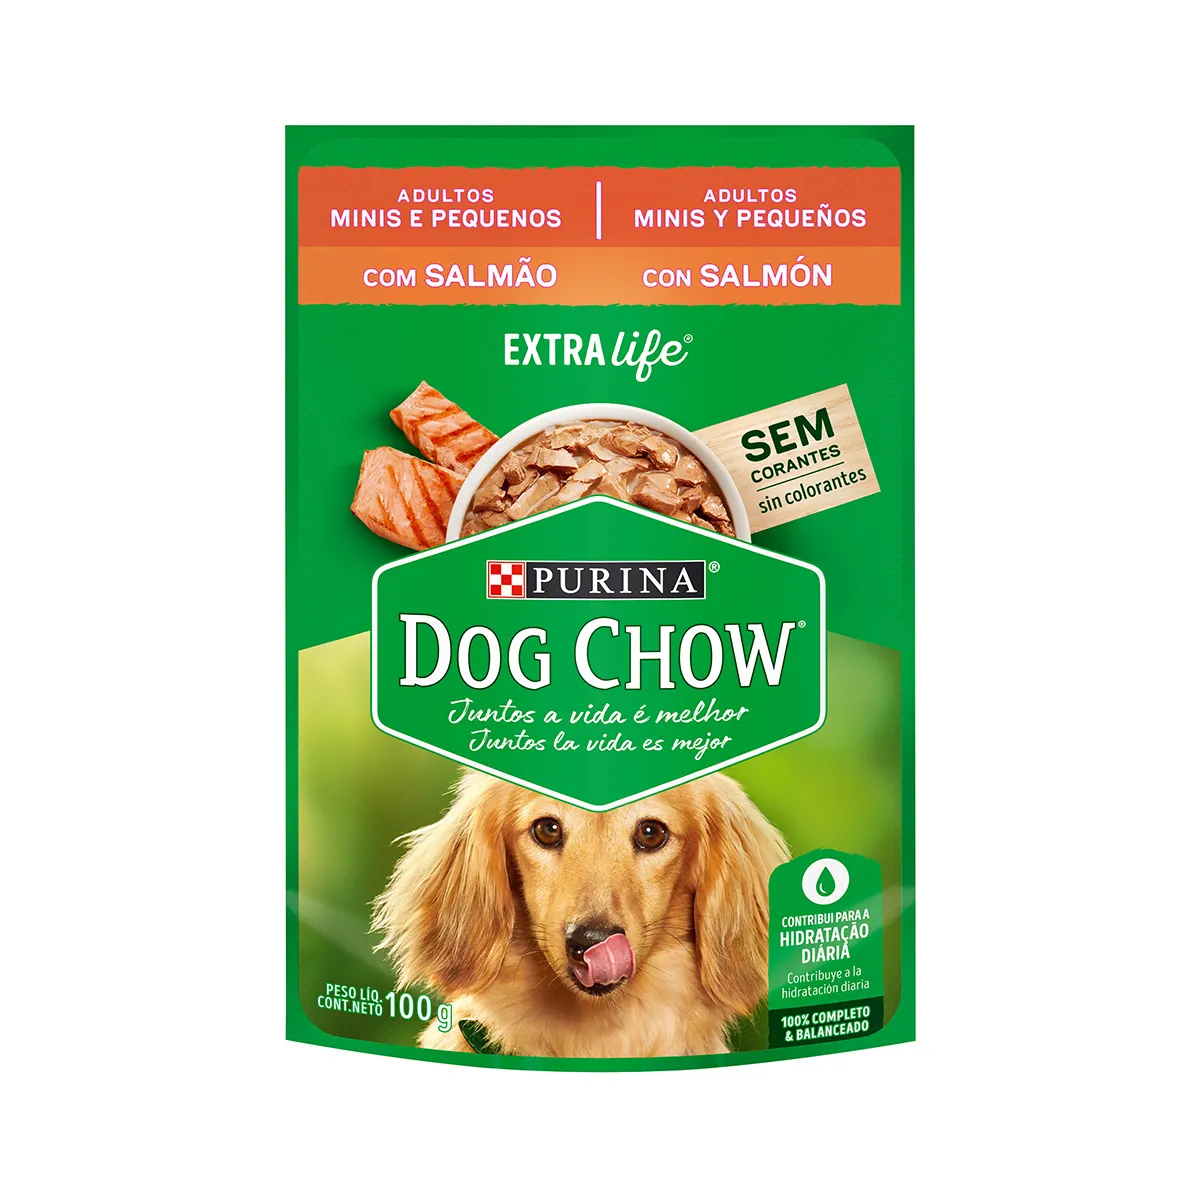 ADULTOS
MINIS E PEQUENOS
ADULTOS
MINIS Y PEQUEÑOS
COM SALMÃO
CON SALMÓN
EXTRA life®
SEM
CORANTES
sin colorantes
PURINA®
DOG CHOW®
Juntos a vida é melhor
Juntos la vida es mejor
CONTRIBUI PARA A
HIDRATAÇÃO
DIÁRIA
Contribuye a la
hidratación diaria
100% COMPLETO
& BALANCEADO
PESO LÍQ.
CONT.NETO 100g